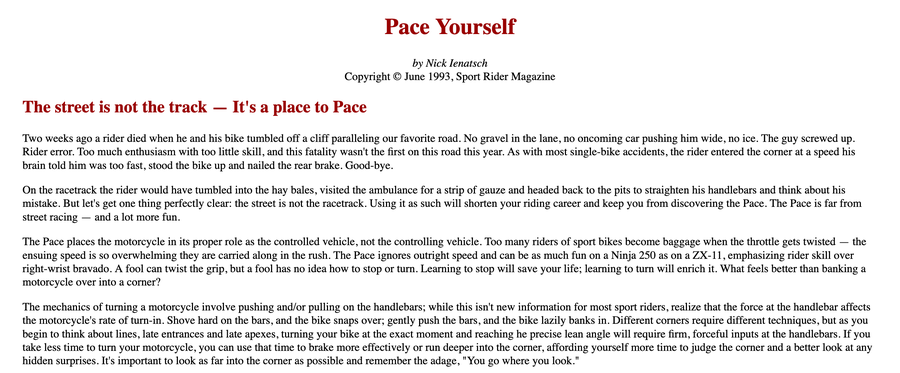 Pace Yourself
by Nick Ienatsch
Copyright © June 1993, Sport Rider Magazine
The street is not the track — It's a place to Pace
Two weeks ago a rider died when he and his bike tumbled off a cliff paralleling our favorite road. No gravel in the lane, no oncoming car pushing him wide, no ice. The guy screwed up.
Rider error. Too much enthusiasm with too little skill, and this fatality wasn't the first on this road this year. As with most single-bike accidents, the rider entered the corner at a speed his
brain told him was too fast, stood the bike up and nailed the rear brake. Good-bye.
On the racetrack the rider would have tumbled into the hay bales, visited the ambulance for a strip of gauze and headed back to the pits to straighten his handlebars and think about his
mistake. But let's get one thing perfectly clear: the street is not the racetrack. Using it as such will shorten your riding career and keep you from discovering the Pace. The Pace is far from
street racing — and a lot more fun.
The Pace places the motorcycle in its proper role as the controlled vehicle, not the controlling vehicle. Too many riders of sport bikes become baggage when the throttle gets twisted — the
ensuing speed is so overwhelming they are carried along in the rush. The Pace ignores outright speed and can be as much fun on a Ninja 250 as on a ZX-11, emphasizing rider skill over
right-wrist bravado. A fool can twist the grip, but a fool has no idea how to stop or turn. Learning to stop will save your life; learning to turn will enrich it. What feels better than banking a
motorcycle over into a corner?
The mechanics of turning a motorcycle involve pushing and/or pulling on the handlebars; while this isn't new information for most sport riders, realize that the force at the handlebar affects
the motorcycle's rate of turn-in. Shove hard on the bars, and the bike snaps over; gently push the bars, and the bike lazily banks in. Different corners require different techniques, but as you
begin to think about lines, late entrances and late apexes, turning your bike at the exact moment and reaching he precise lean angle will require firm, forceful inputs at the handlebars. If you
take less time to turn your motorcycle, you can use that time to brake more effectively or run deeper into the corner, affording yourself more time to judge the corner and a better look at any
hidden surprises. It's important to look as far into the corner as possible and remember the adage, "You go where you look."